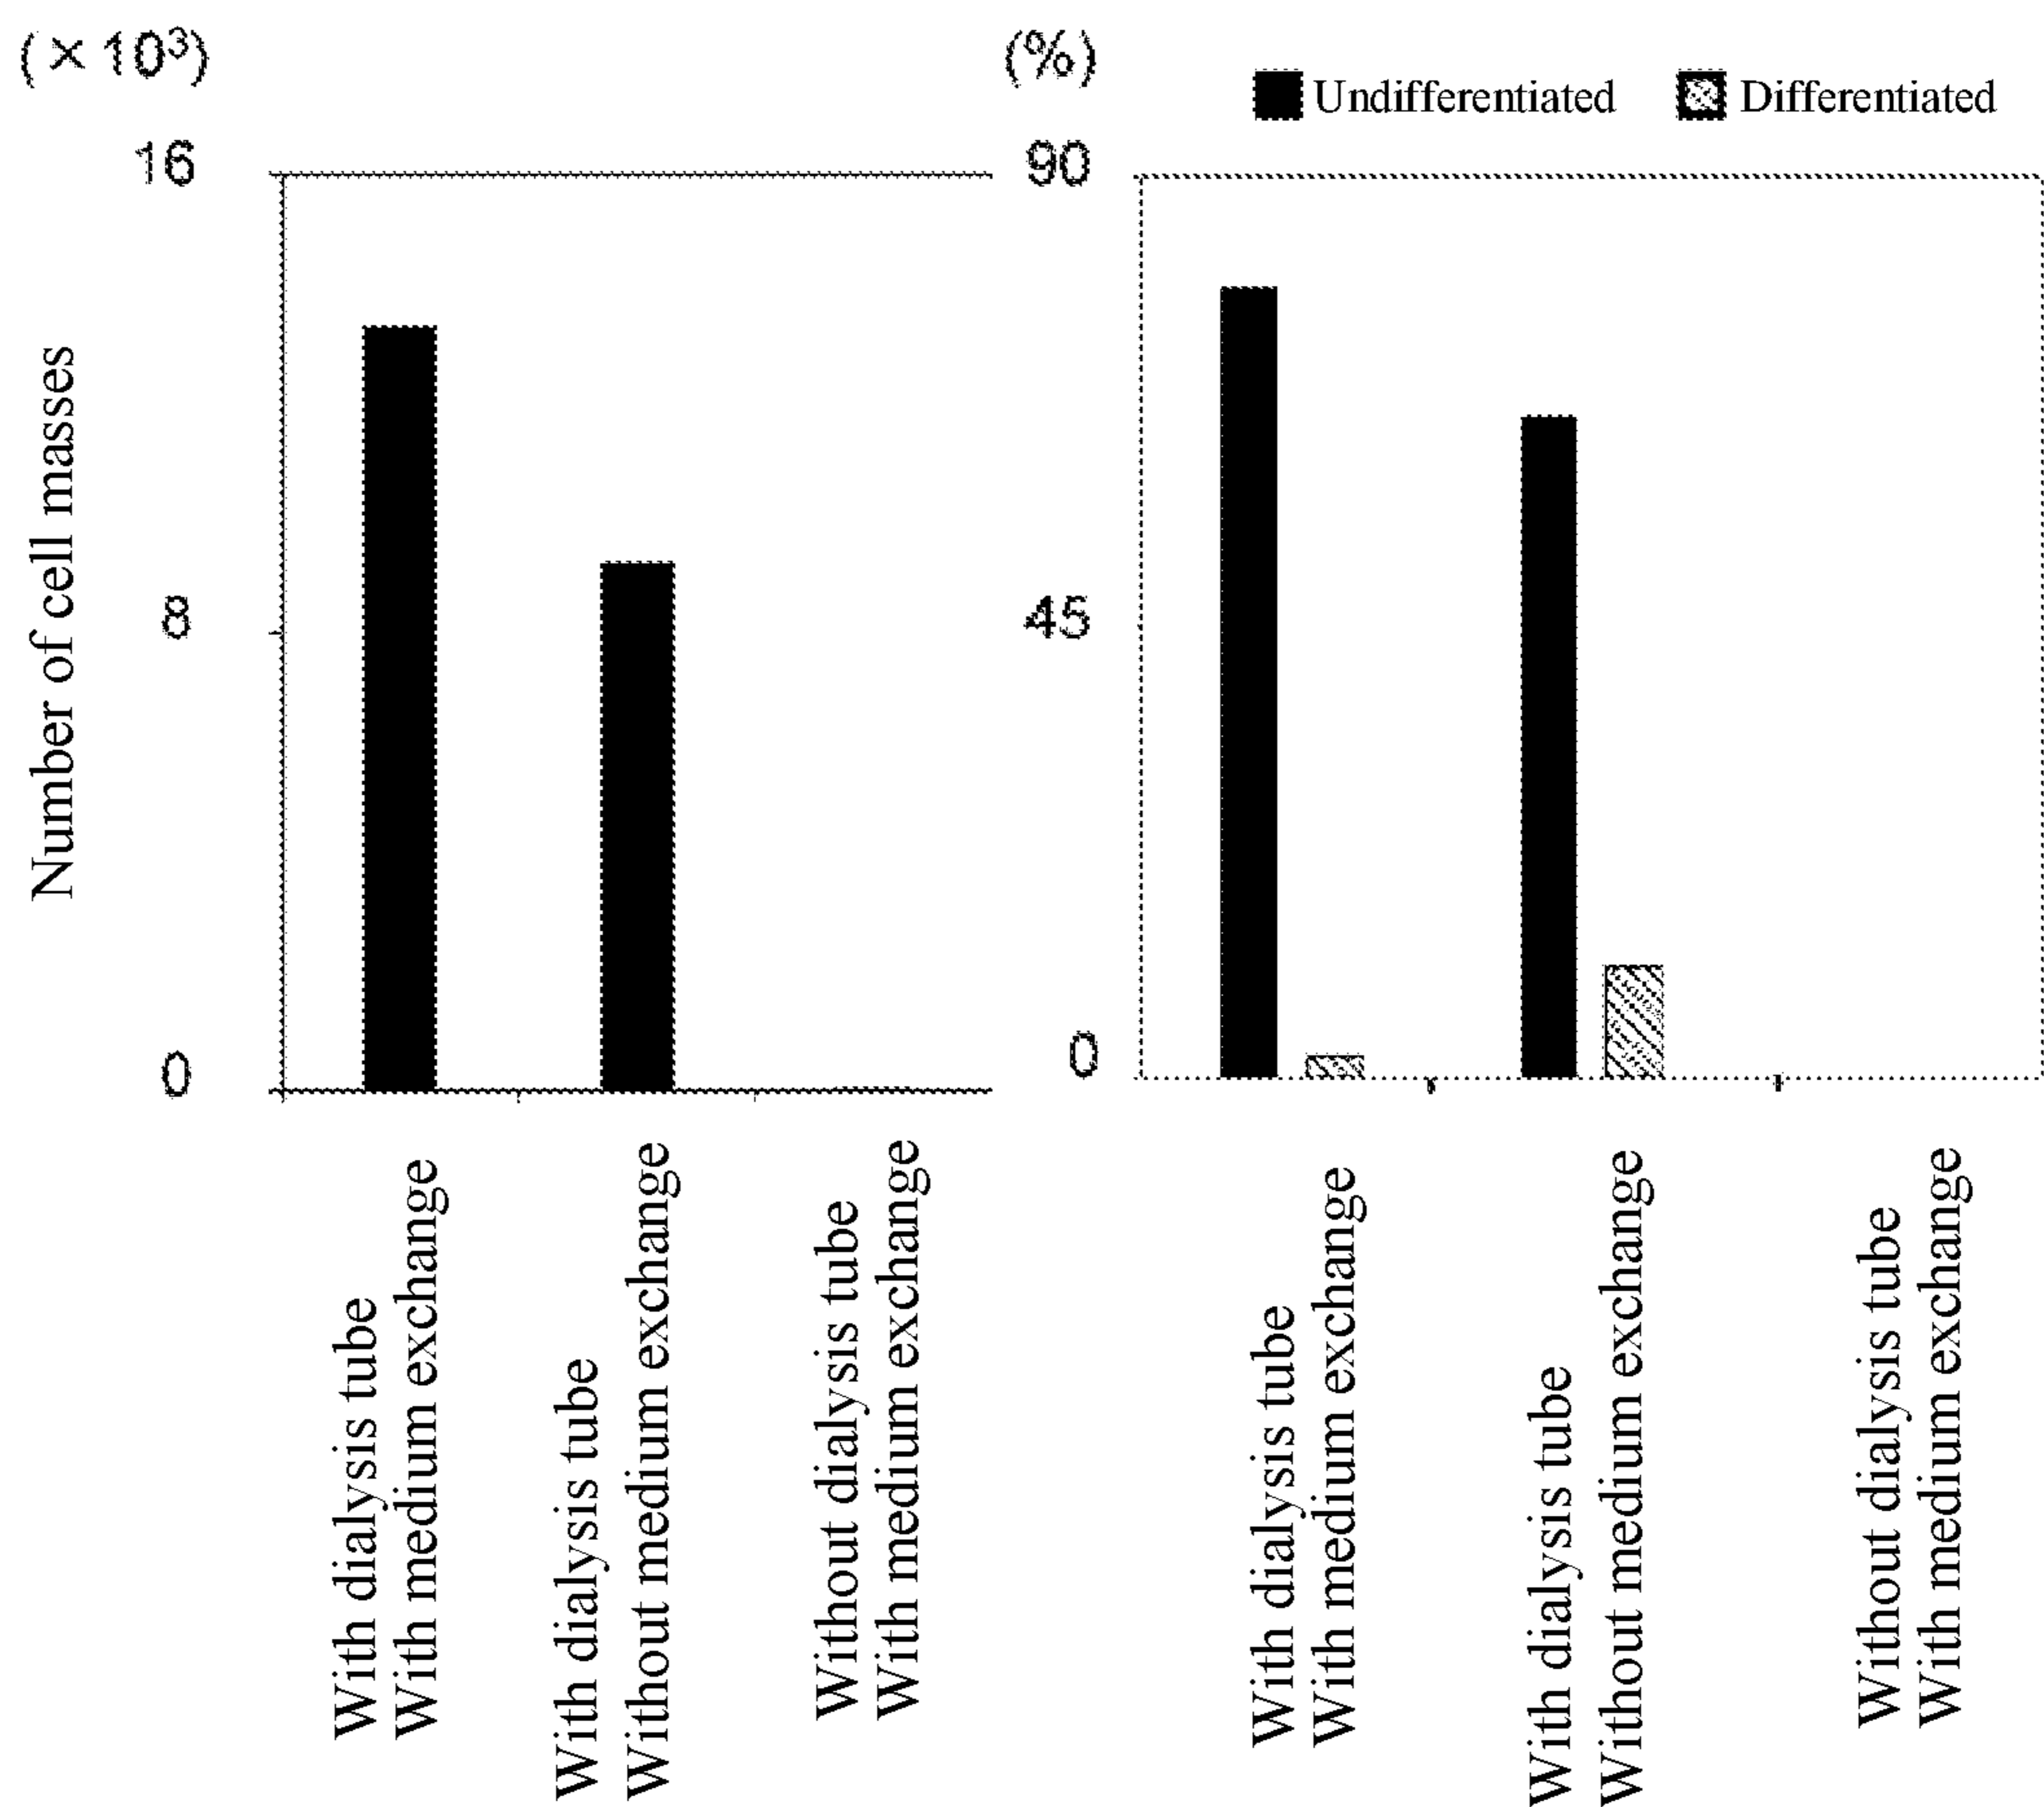 (×10³)
16
8
0
Number of cell masses
With dialysis tube
With medium exchange
With dialysis tube
Without medium exchange
Without dialysis tube
With medium exchange
(%)
Undifferentiated
Differentiated
90
45
0
With dialysis tube
With medium exchange
With dialysis tube
Without medium exchange
Without dialysis tube
With medium exchange